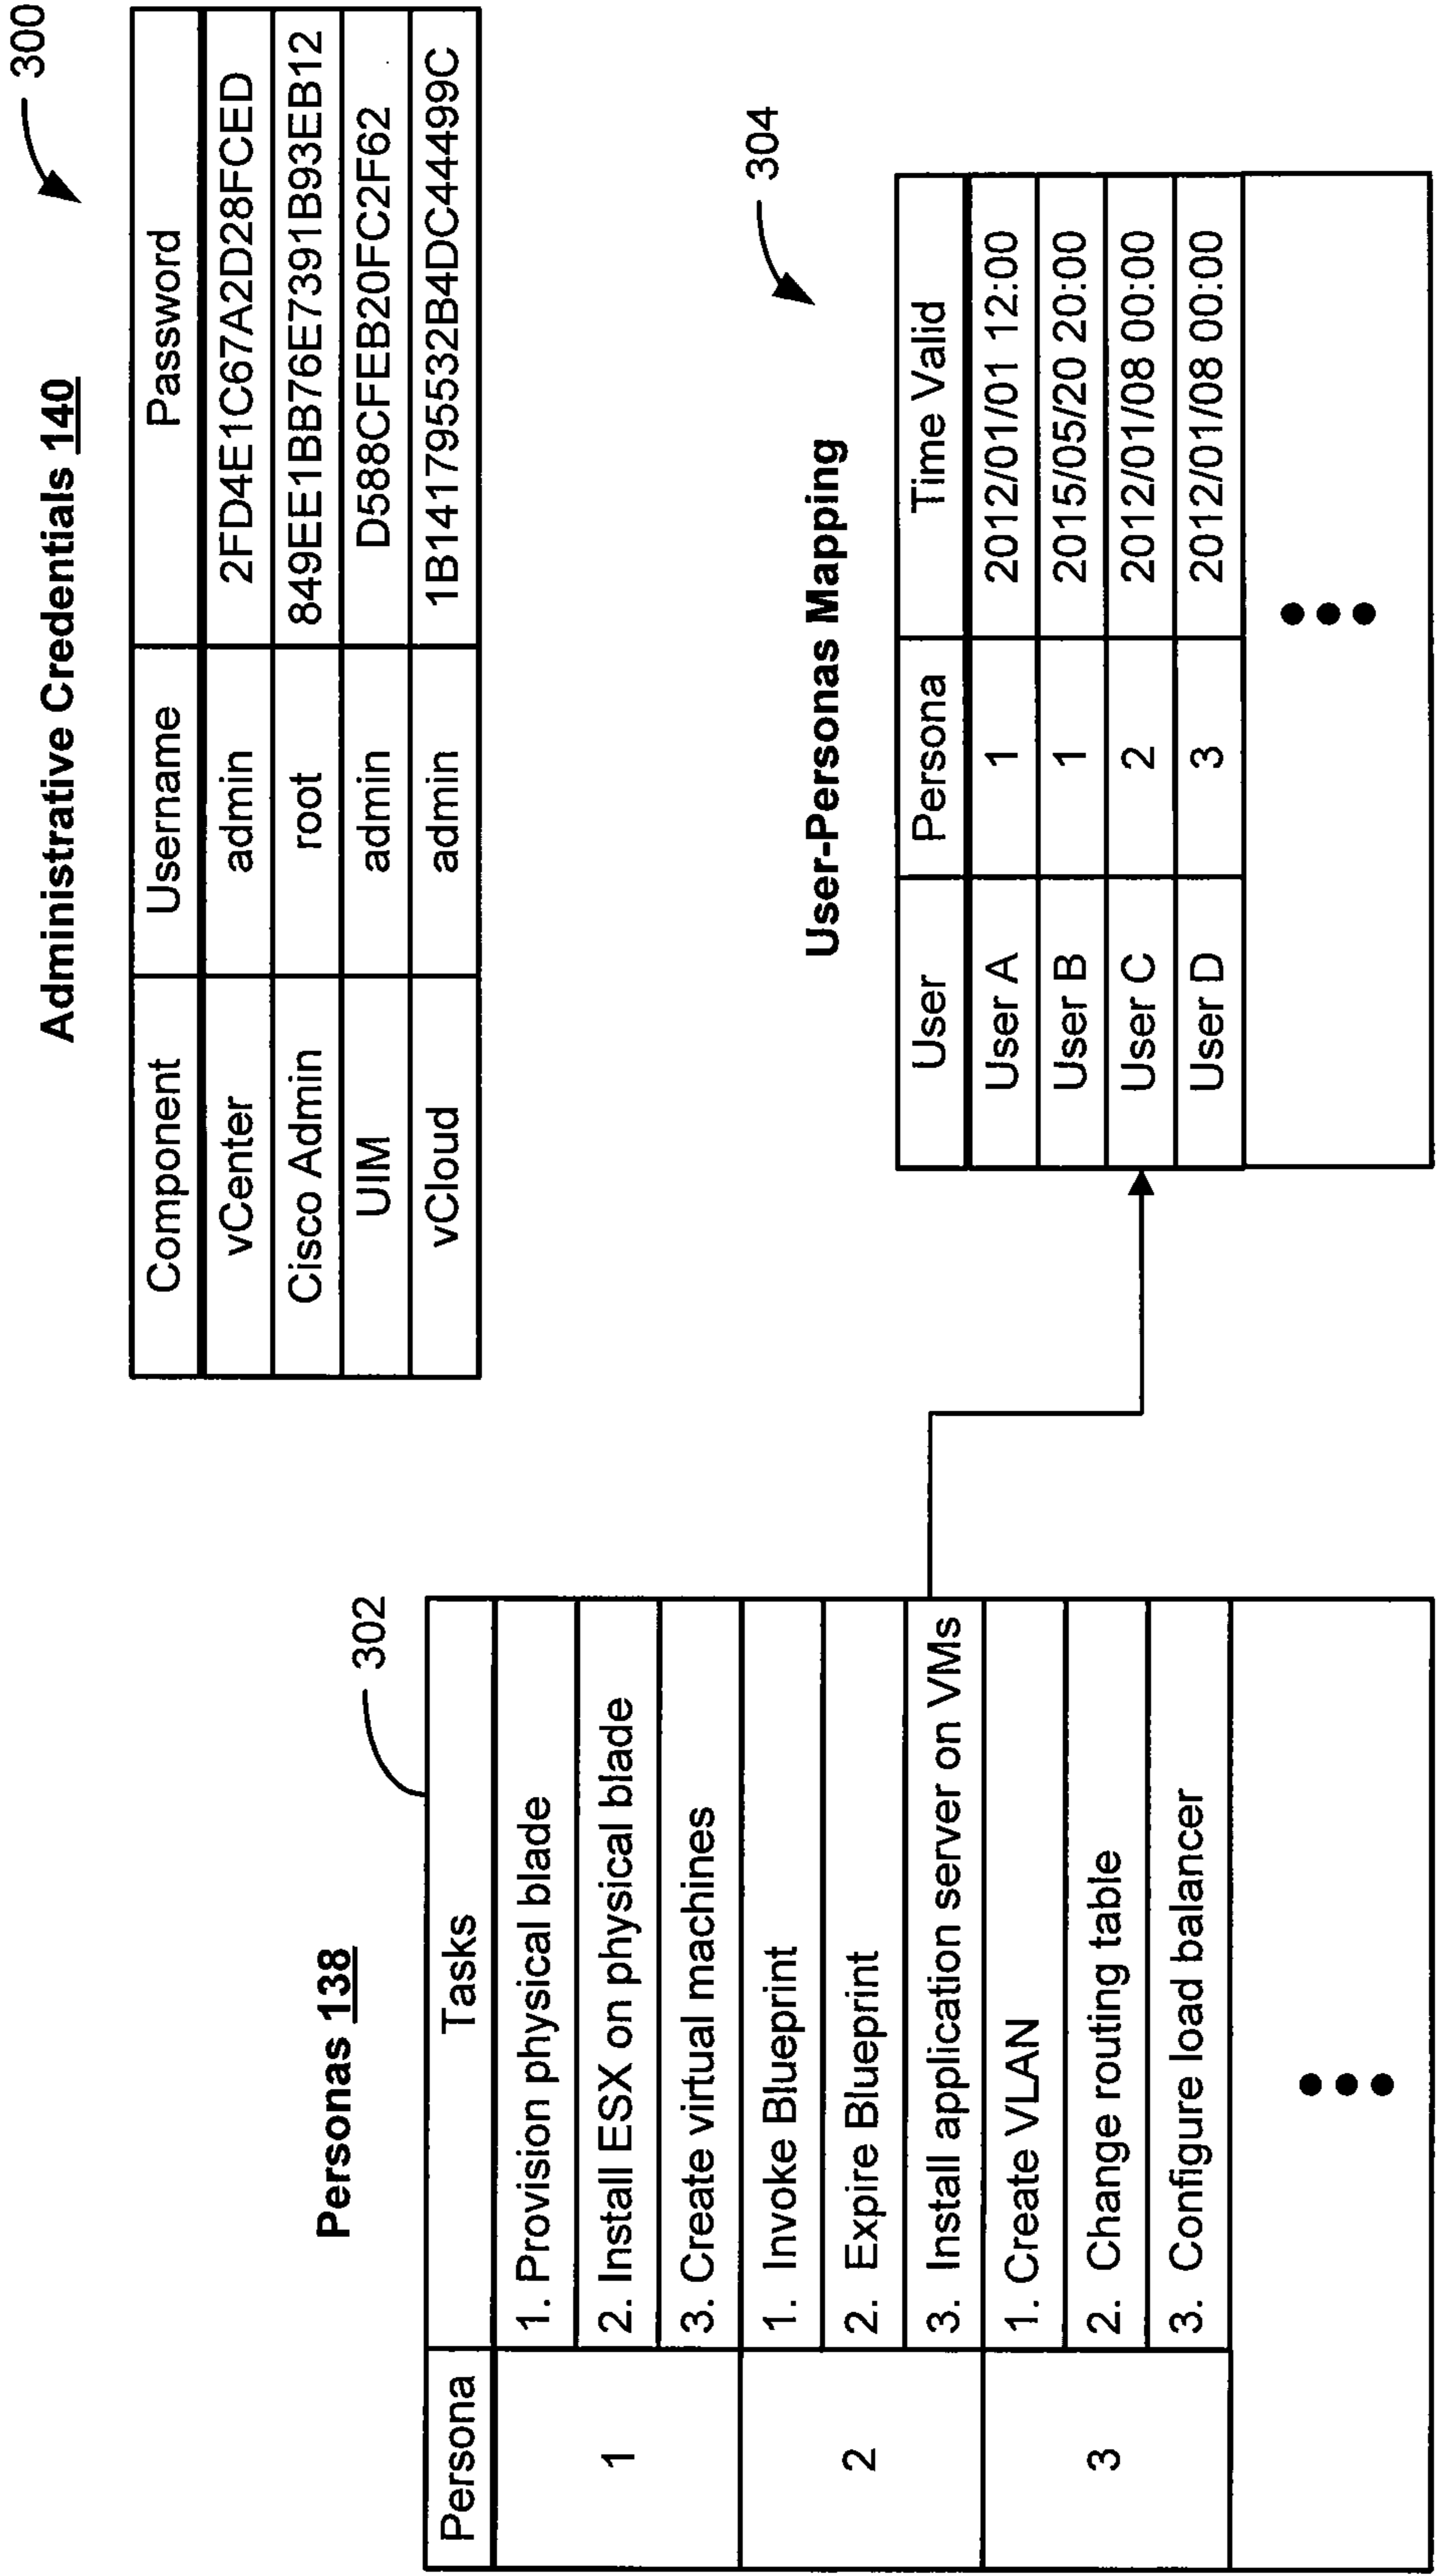 Administrative Credentials 140
300
Component Username Password
vCenter admin 2FD4E1C67A2D28FCED
Cisco Admin root 849EE1BB76E7391B93EB12
UIM admin D588CFEB20FC2F62
vCloud admin 1B141795532B4DC44499C
Personas 138
302
Persona Tasks
1
1. Provision physical blade
2. Install ESX on physical blade
3. Create virtual machines
2
1. Invoke Blueprint
2. Expire Blueprint
3. Install application server on VMs
3
1. Create VLAN
2. Change routing table
3. Configure load balancer
User-Personas Mapping
304
User Persona Time Valid
User A 1 2012/01/01 12:00
User B 1 2015/05/20 20:00
User C 2 2012/01/08 00:00
User D 3 2012/01/08 00:00